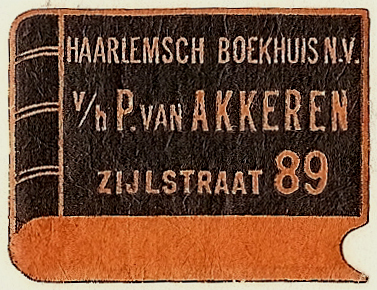 HAARLEMSCH BOEKHUIS N.V.
v/h P. VAN AKKEREN
ZIJLSTRAAT 89